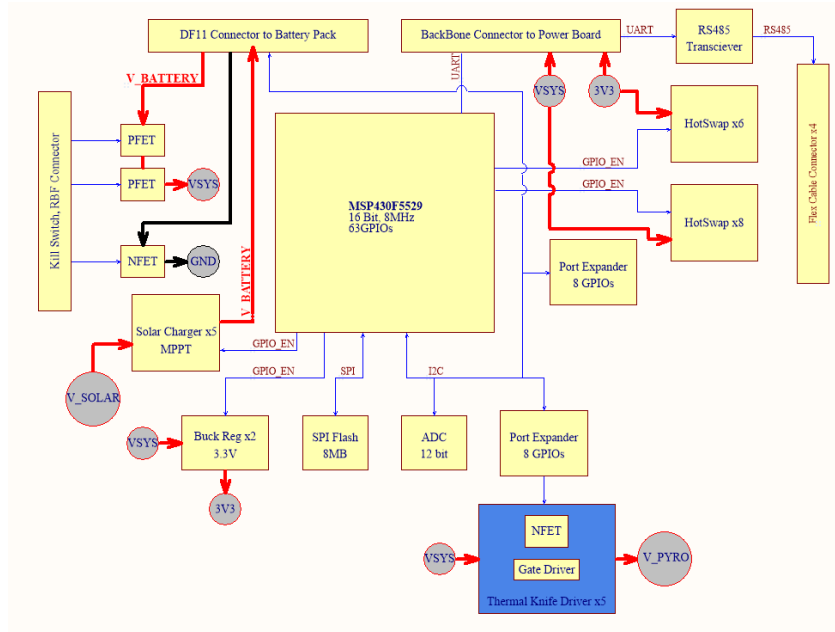 DF11 Connector to Battery Pack
BackBone Connector to Power Board
UART
RS485
Transciever
RS485
V_BATTERY
UART
VSYS
3V3
HotSwap x6
Kill Switch, RBF Connector
PFET
PFET
VSYS
GPIO_EN
GPIO_EN
MSP430F5529
16 Bit, 8MHz
63GPIOs
HotSwap x8
Flex Cable Connector x4
NFET
GND
V_BATTERY
Port Expander
8 GPIOs
Solar Charger x5
MPPT
GPIO_EN
V_SOLAR
GPIO_EN
SPI
I2C
VSYS
Buck Reg x2
3.3V
SPI Flash
8MB
ADC
12 bit
Port Expander
8 GPIOs
3V3
NFET
VSYS
V_PYRO
Gate Driver
Thermal Knife Driver x5